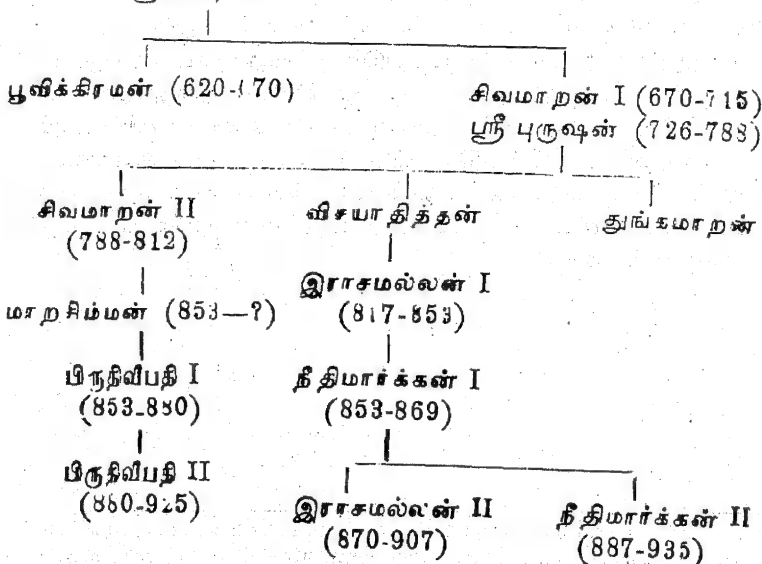 பூவிக்கிரமன் (620-670)
சிவமாறன் I (670-715)
ஸ்ரீ புருஷன் (726-788)
சிவமாறன் II
(788-812)
விசயாதித்தன்
துங்கமாறன்
மாறசிம்மன் (853—?)
இராசமல்லன் I
(817-853)
பிருதிவீபதி I
(853-880)
நீதிமார்க்கன் I
(853-869)
பிருதிவீபதி II
(880-925)
இராசமல்லன் II
(870-907)
நீதிமார்க்கன் II
(887-935)